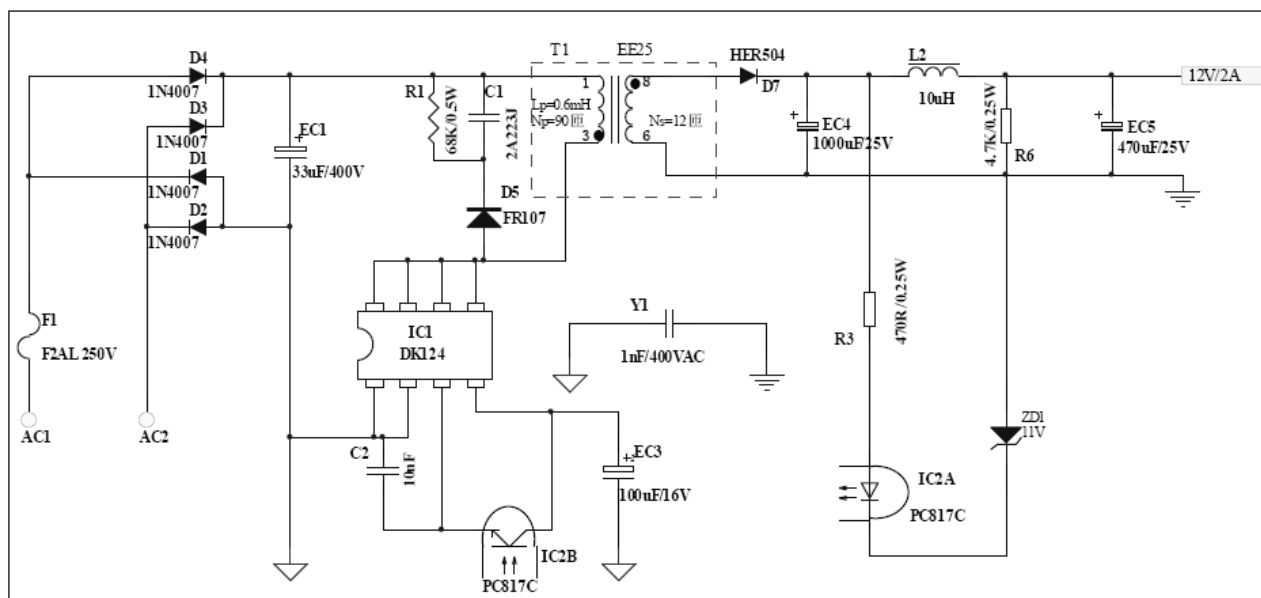 T1 EE25 HER504 L2
D4
1N4007
D3
1N4007
D1
1N4007
D2
1N4007
EC1
33uF/400V
R1
68K/0.5W
C1
2A223J
1
Lp=0.6mH
Np=90匝
3
8
Ns=12匝
6
D7
10uH
12V/2A
EC4
1000uF/25V
4.7K/0.25W
R6
EC5
470uF/25V
D5
FR107
F1
F2AL 250V
IC1
DK124
Y1
1nF/400VAC
R3
470R/0.25W
AC1
AC2
C2
10nF
EC3
100uF/16V
ZD1
11V
IC2A
PC817C
IC2B
PC817C